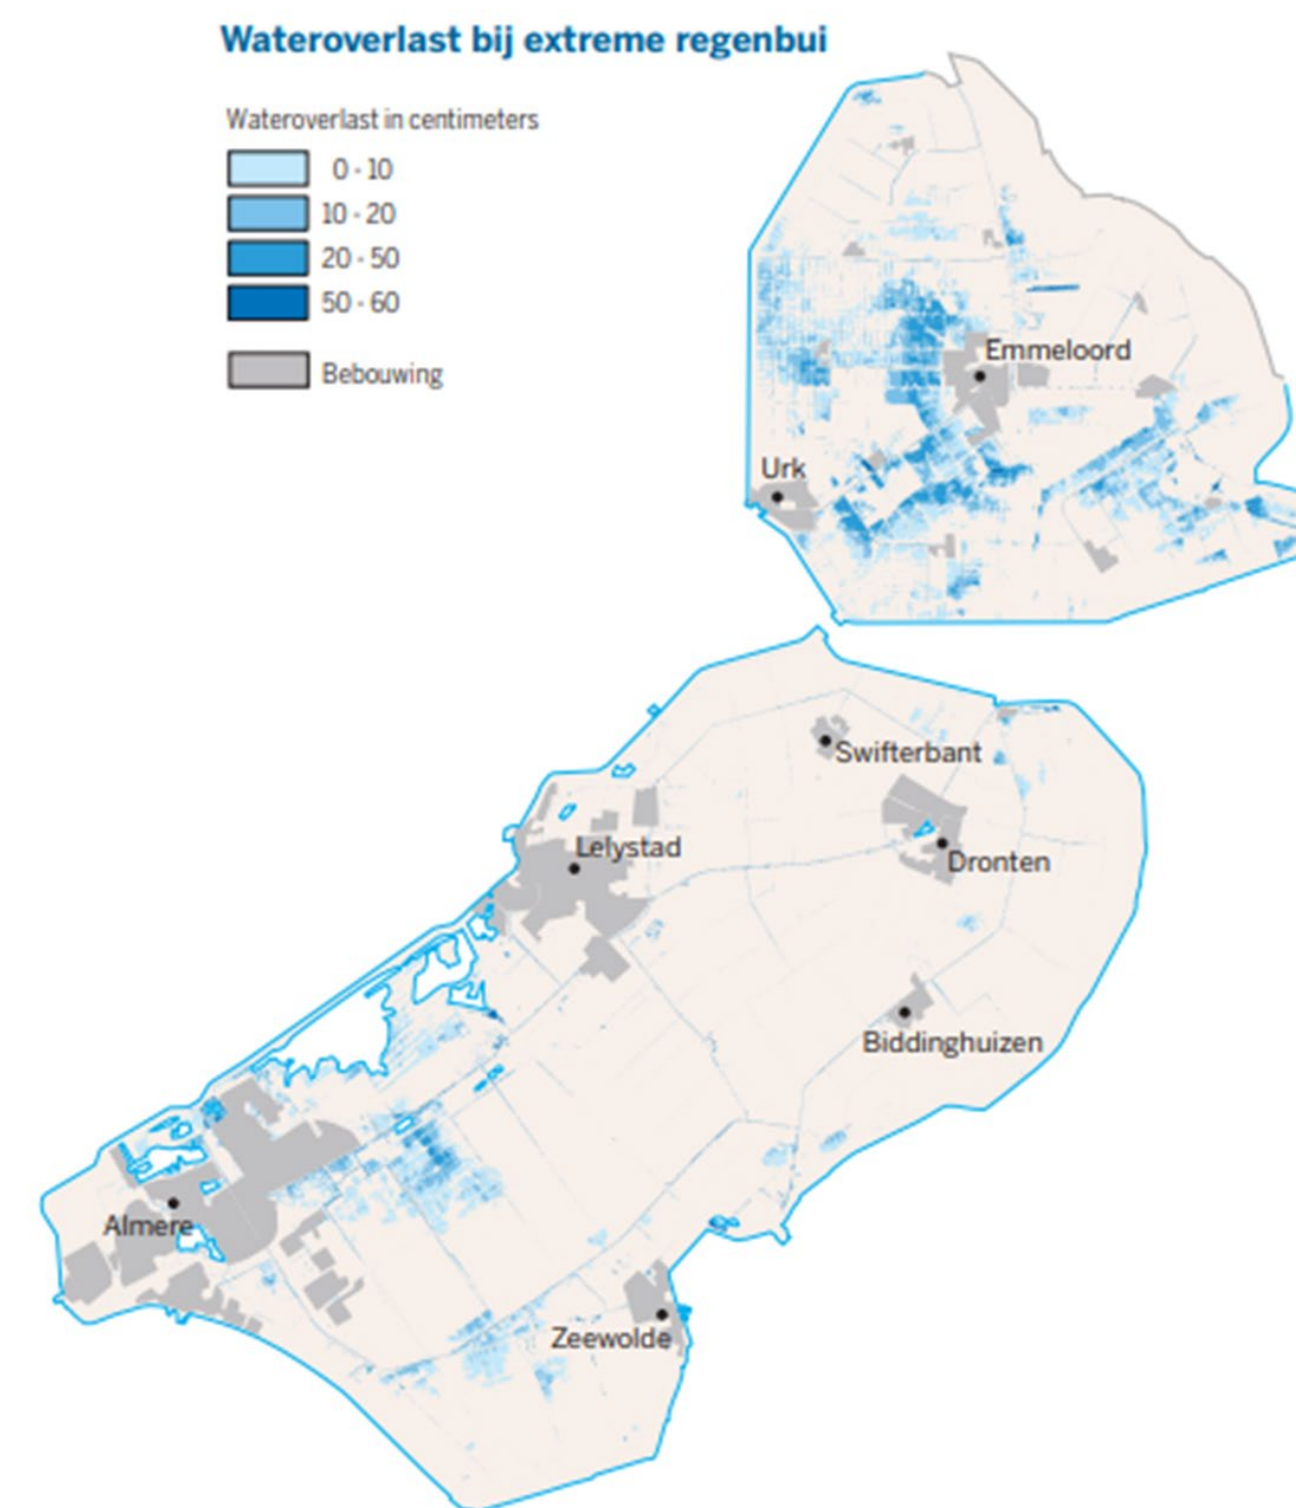 Wateroverlast bij extreme regenbui
Wateroverlast in centimeters
0 - 10
10 - 20
20 - 50
50 - 60
Bebouwing
Emmeloord
Urk
Swifterbant
Lelystad
Dronten
Biddinghuizen
Almere
Zeewolde